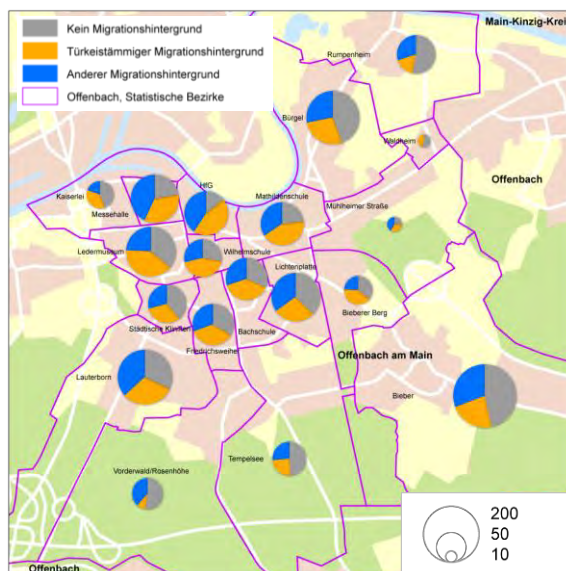 Kein Migrationshintergrund
Türkeistämmiger Migrationshintergrund
Anderer Migrationshintergrund
Offenbach, Statistische Bezirke
Main-Kinzig-Krei
Rumpenheim
Bürgel
Waldheim
Kaiserlei
HfG
Mathildenschule
Offenbach
Messehalle
Mühlheimer Straße
Ledermuseum
Wilhelmschule
Lichtenplatte
Bieberer Berg
Städtische Kliniken
Bachschule
Friedrichsweiher
Offenbach am Main
Lauterborn
Bieber
Tempelsee
Vorderwald/Rosenhöhe
200
50
10
Offenbach